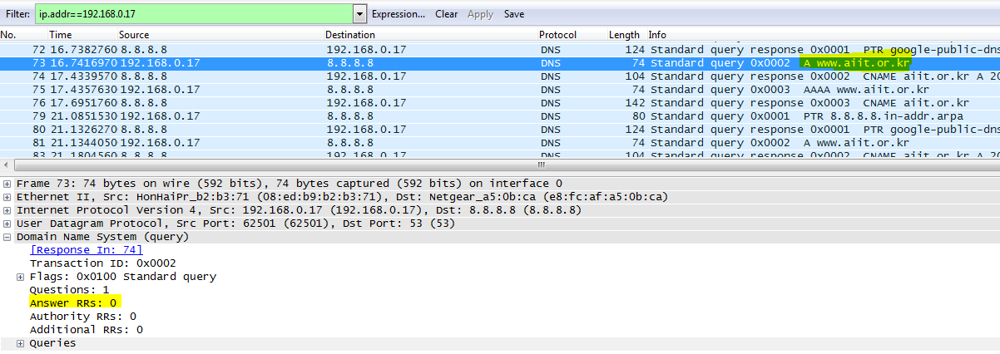 Filter: ip.addr==192.168.0.17 Expression... Clear Apply Save
No. Time Source Destination Protocol Length Info
72 16.7382760 8.8.8.8 192.168.0.17 DNS 124 Standard query response 0x0001 PTR google-public-dns
73 16.7416970 192.168.0.17 8.8.8.8 DNS 74 Standard query 0x0002 A www.aiit.or.kr
74 17.4339570 8.8.8.8 192.168.0.17 DNS 104 Standard query response 0x0002 CNAME aiit.or.kr A 20
75 17.4357630 192.168.0.17 8.8.8.8 DNS 74 Standard query 0x0003 AAAA www.aiit.or.kr
76 17.6951760 8.8.8.8 192.168.0.17 DNS 142 Standard query response 0x0003 CNAME aiit.or.kr
79 21.0851530 192.168.0.17 8.8.8.8 DNS 80 Standard query 0x0001 PTR 8.8.8.8.in-addr.arpa
80 21.1326270 8.8.8.8 192.168.0.17 DNS 124 Standard query response 0x0001 PTR google-public-dns
81 21.1344050 192.168.0.17 8.8.8.8 DNS 74 Standard query 0x0002 A www.aiit.or.kr
83 21.1804560 8.8.8.8 192.168.0.17 DNS 104 Standard query response 0x0002 CNAME aiit.or.kr A 20
Frame 73: 74 bytes on wire (592 bits), 74 bytes captured (592 bits) on interface 0
Ethernet II, Src: HonHaiPr_b2:b3:71 (08:ed:b9:b2:b3:71), Dst: Netgear_a5:0b:ca (e8:fc:af:a5:0b:ca)
Internet Protocol Version 4, Src: 192.168.0.17 (192.168.0.17), Dst: 8.8.8.8 (8.8.8.8)
User Datagram Protocol, Src Port: 62501 (62501), Dst Port: 53 (53)
Domain Name System (query)
[Response In: 74]
Transaction ID: 0x0002
Flags: 0x0100 Standard query
Questions: 1
Answer RRs: 0
Authority RRs: 0
Additional RRs: 0
Queries